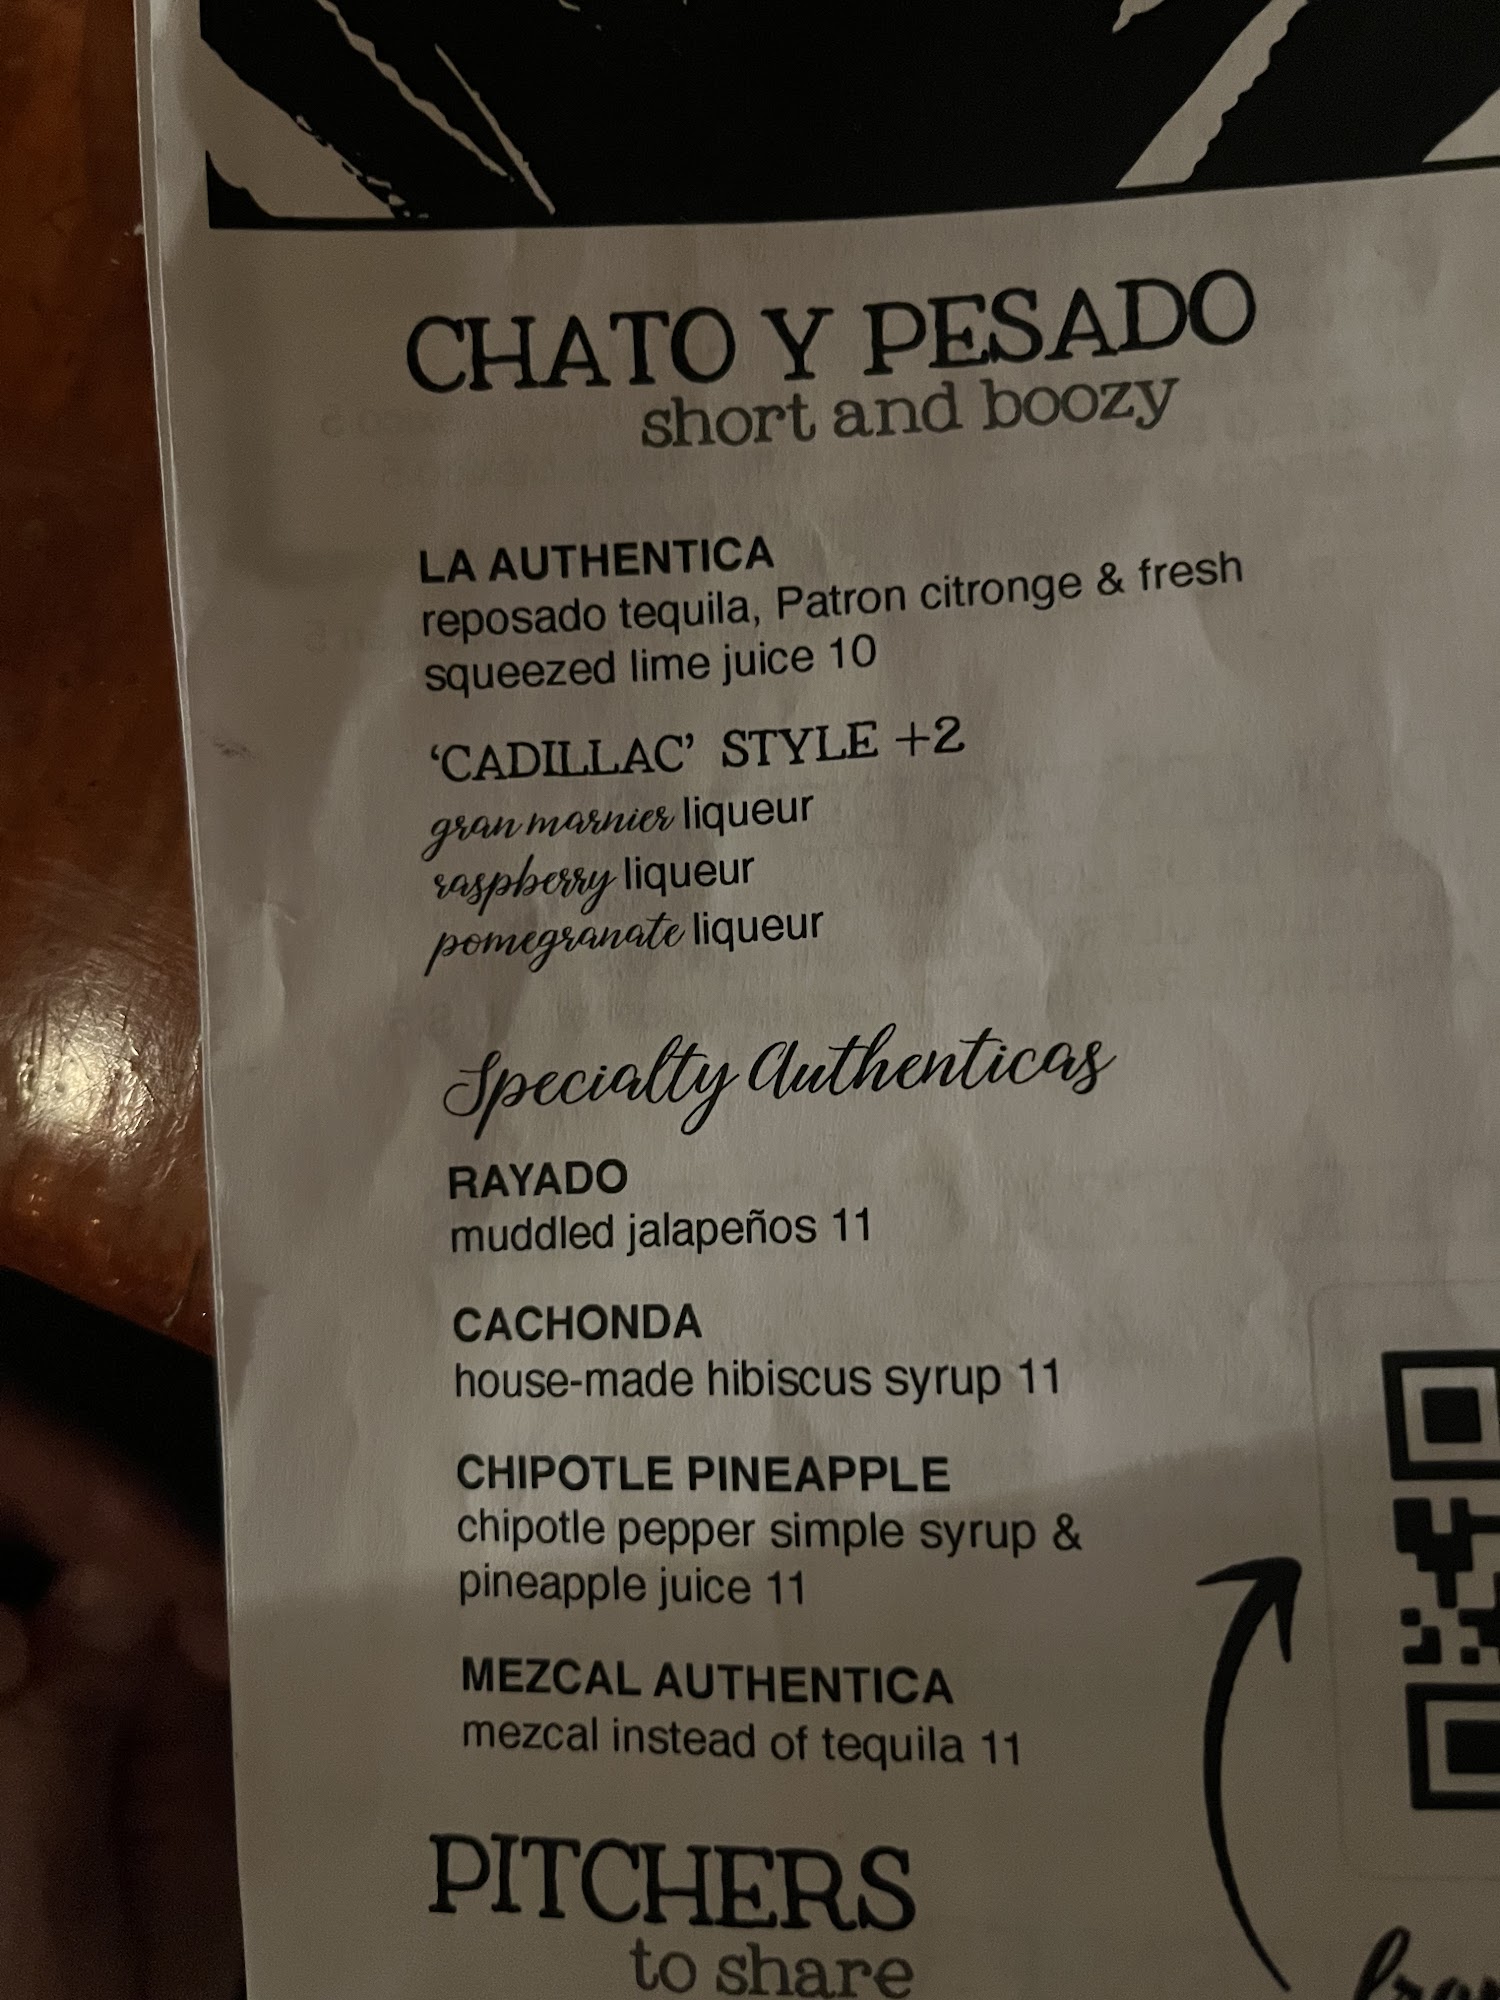 CHATO Y PESADO
short and boozy
LA AUTHENTICA
reposado tequila, Patron citronge & fresh
squeezed lime juice 10
‘CADILLAC’ STYLE +2
gran marnier liqueur
raspberry liqueur
pomegranate liqueur
Specialty Authenticas
RAYADO
muddled jalapeños 11
CACHONDA
house-made hibiscus syrup 11
CHIPOTLE PINEAPPLE
chipotle pepper simple syrup &
pineapple juice 11
MEZCAL AUTHENTICA
mezcal instead of tequila 11
PITCHERS
to share